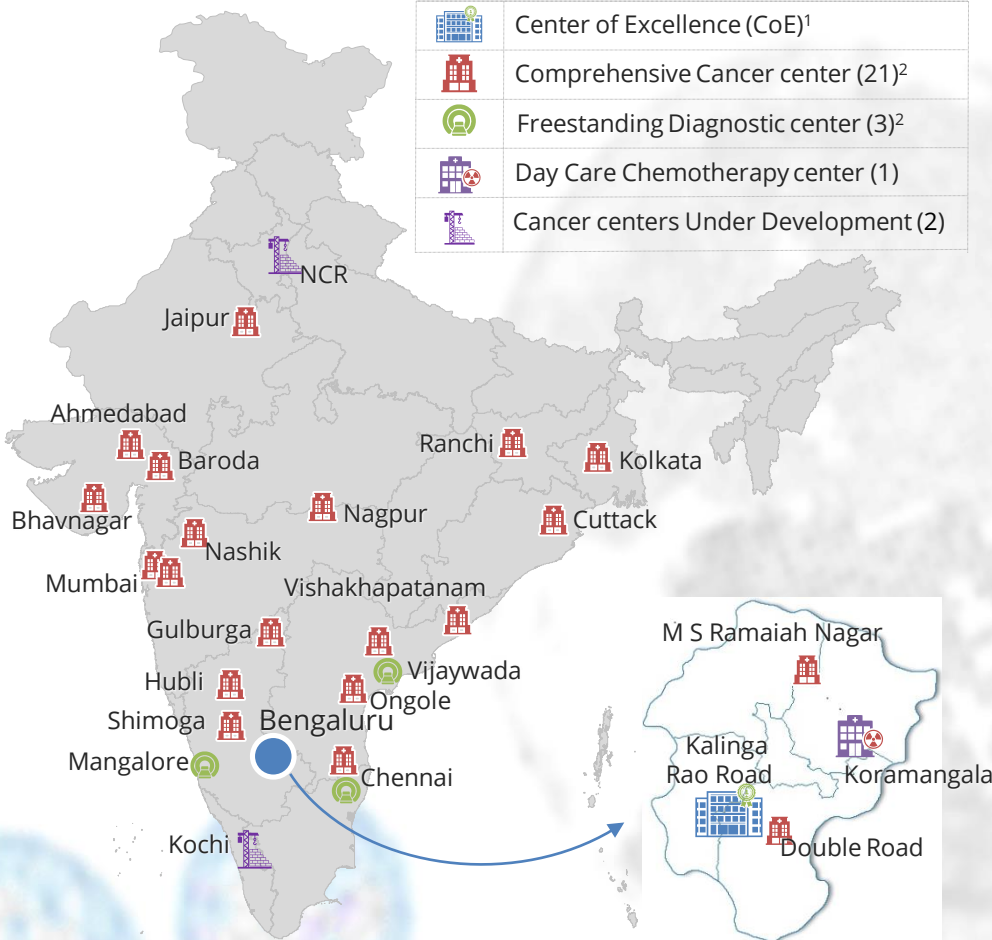 Center of Excellence (CoE)1
Comprehensive Cancer center (21)2
Freestanding Diagnostic center (3)2
Day Care Chemotherapy center (1)
Cancer centers Under Development (2)
NCR
Jaipur
Ahmedabad
Baroda
Ranchi
Kolkata
Bhavnagar
Nagpur
Cuttack
Nashik
Mumbai
Vishakhapatanam
Gulburga
Vijaywada
Hubli
Ongole
Shimoga
Bengaluru
Mangalore
Chennai
Kochi
M S Ramaiah Nagar
Kalinga
Rao Road
Koramangala
Double Road